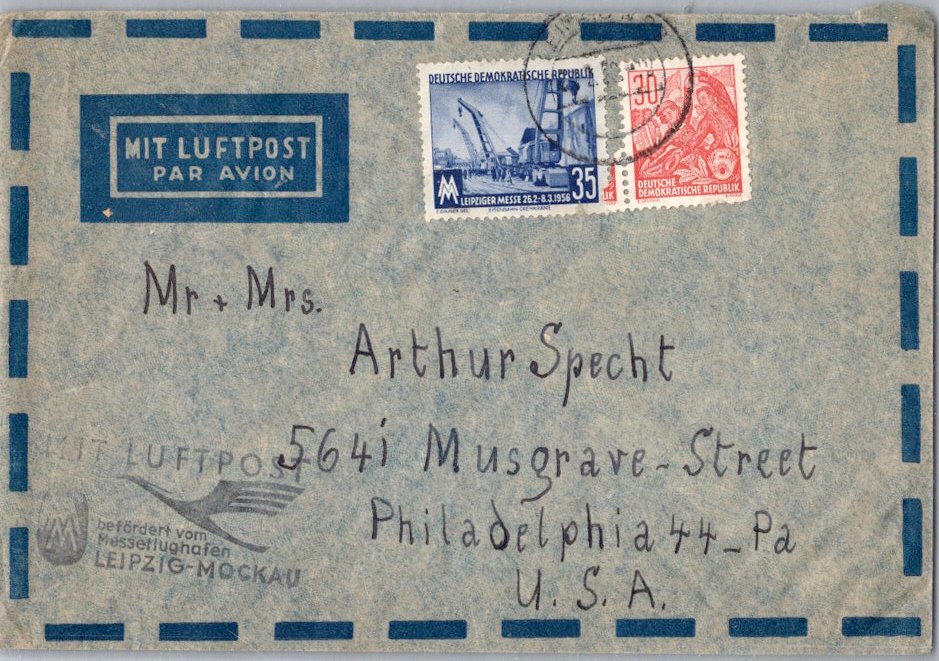 MIT LUFTPOST
PAR AVION
DEUTSCHE DEMOKRATISCHE REPUBLIK
35
LEIPZIGER MESSE 26.2.-8.3.1956
30
DEUTSCHE
DEMOKRATISCHE REPUBLIK
Mr + Mrs.
Arthur Specht
5641 Musgrave-Street
Philadelphia 44-Pa
U. S. A.
MIT LUFTPOST
befördert vom
Messeflughafen
LEIPZIG-MOCKAU